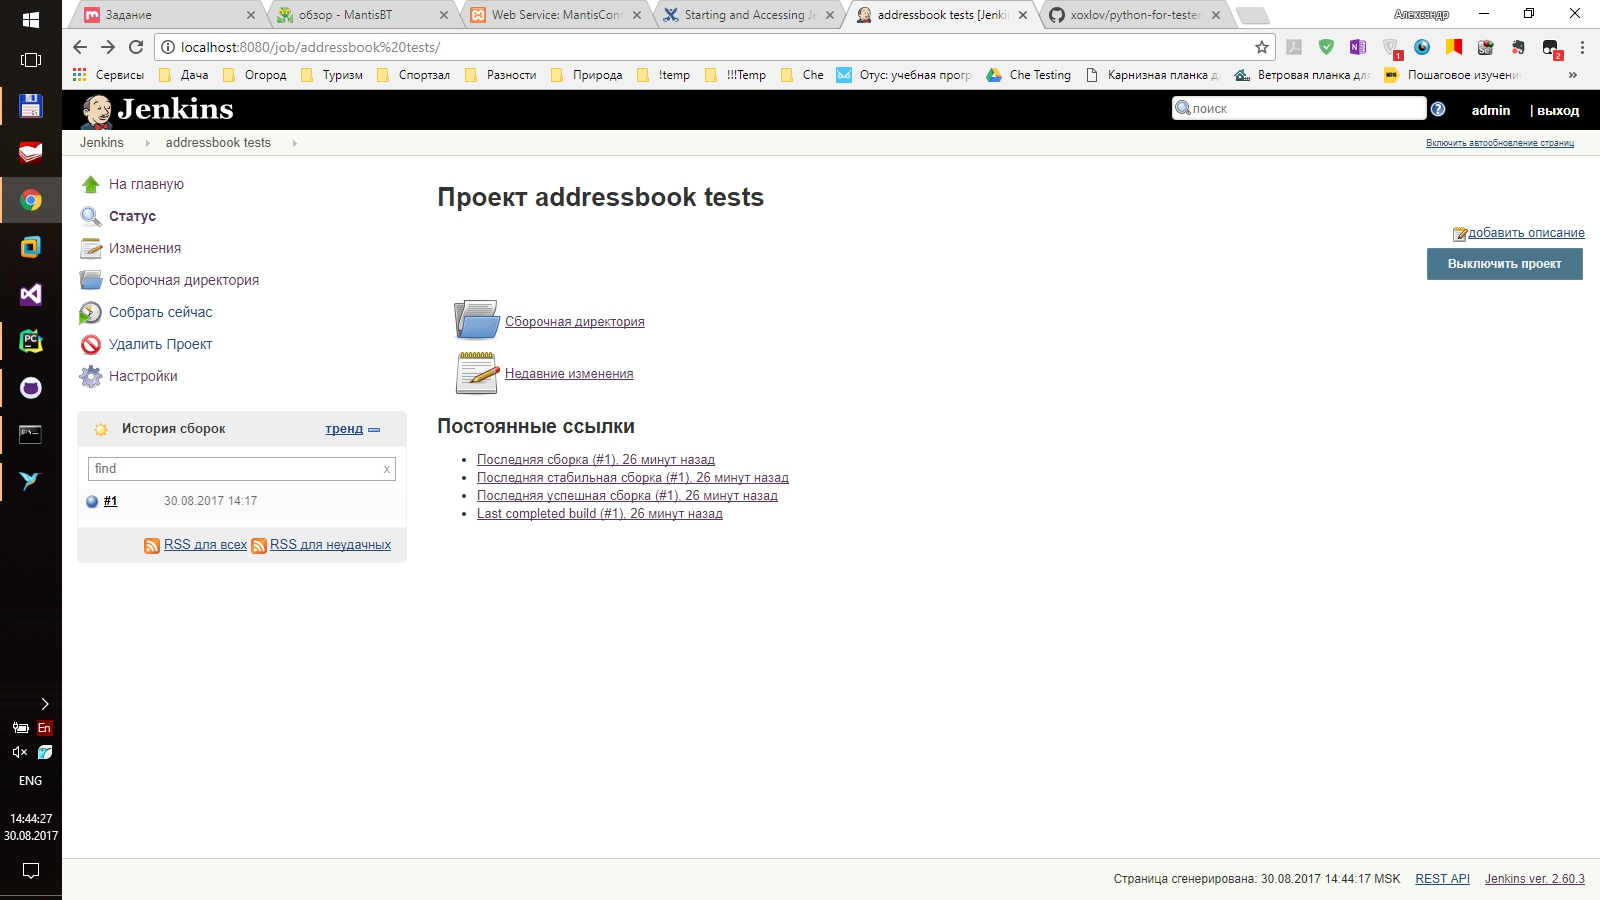 Задание
обзор - MantisBT
Web Service: MantisConn
Starting and Accessing Je
addressbook tests [Jenki
xoxlov/python-for-tester
Александр
localhost:8080/job/addressbook%20tests/
1
2
Сервисы
Дача
Огород
Туризм
Спортзал
Разности
Природа
!temp
!!!Temp
Che
Отус: учебная прогр
Che Testing
Карнизная планка д
Ветровая планка для
Пошаговое изучени
»
Jenkins
поиск
admin
| выход
Jenkins
addressbook tests
Включить автообновление страниц
На главную
Статус
Изменения
Сборочная директория
Собрать сейчас
Удалить Проект
Настройки
История сборок
тренд
find
x
#1
30.08.2017 14:17
RSS для всех
RSS для неудачных
Проект addressbook tests
добавить описание
Выключить проект
Сборочная директория
Недавние изменения
Постоянные ссылки
Последняя сборка (#1), 26 минут назад
Последняя стабильная сборка (#1), 26 минут назад
Последняя успешная сборка (#1), 26 минут назад
Last completed build (#1), 26 минут назад
En
ENG
14:44:27
30.08.2017
Страница сгенерирована: 30.08.2017 14:44:17 MSK
REST API
Jenkins ver. 2.60.3